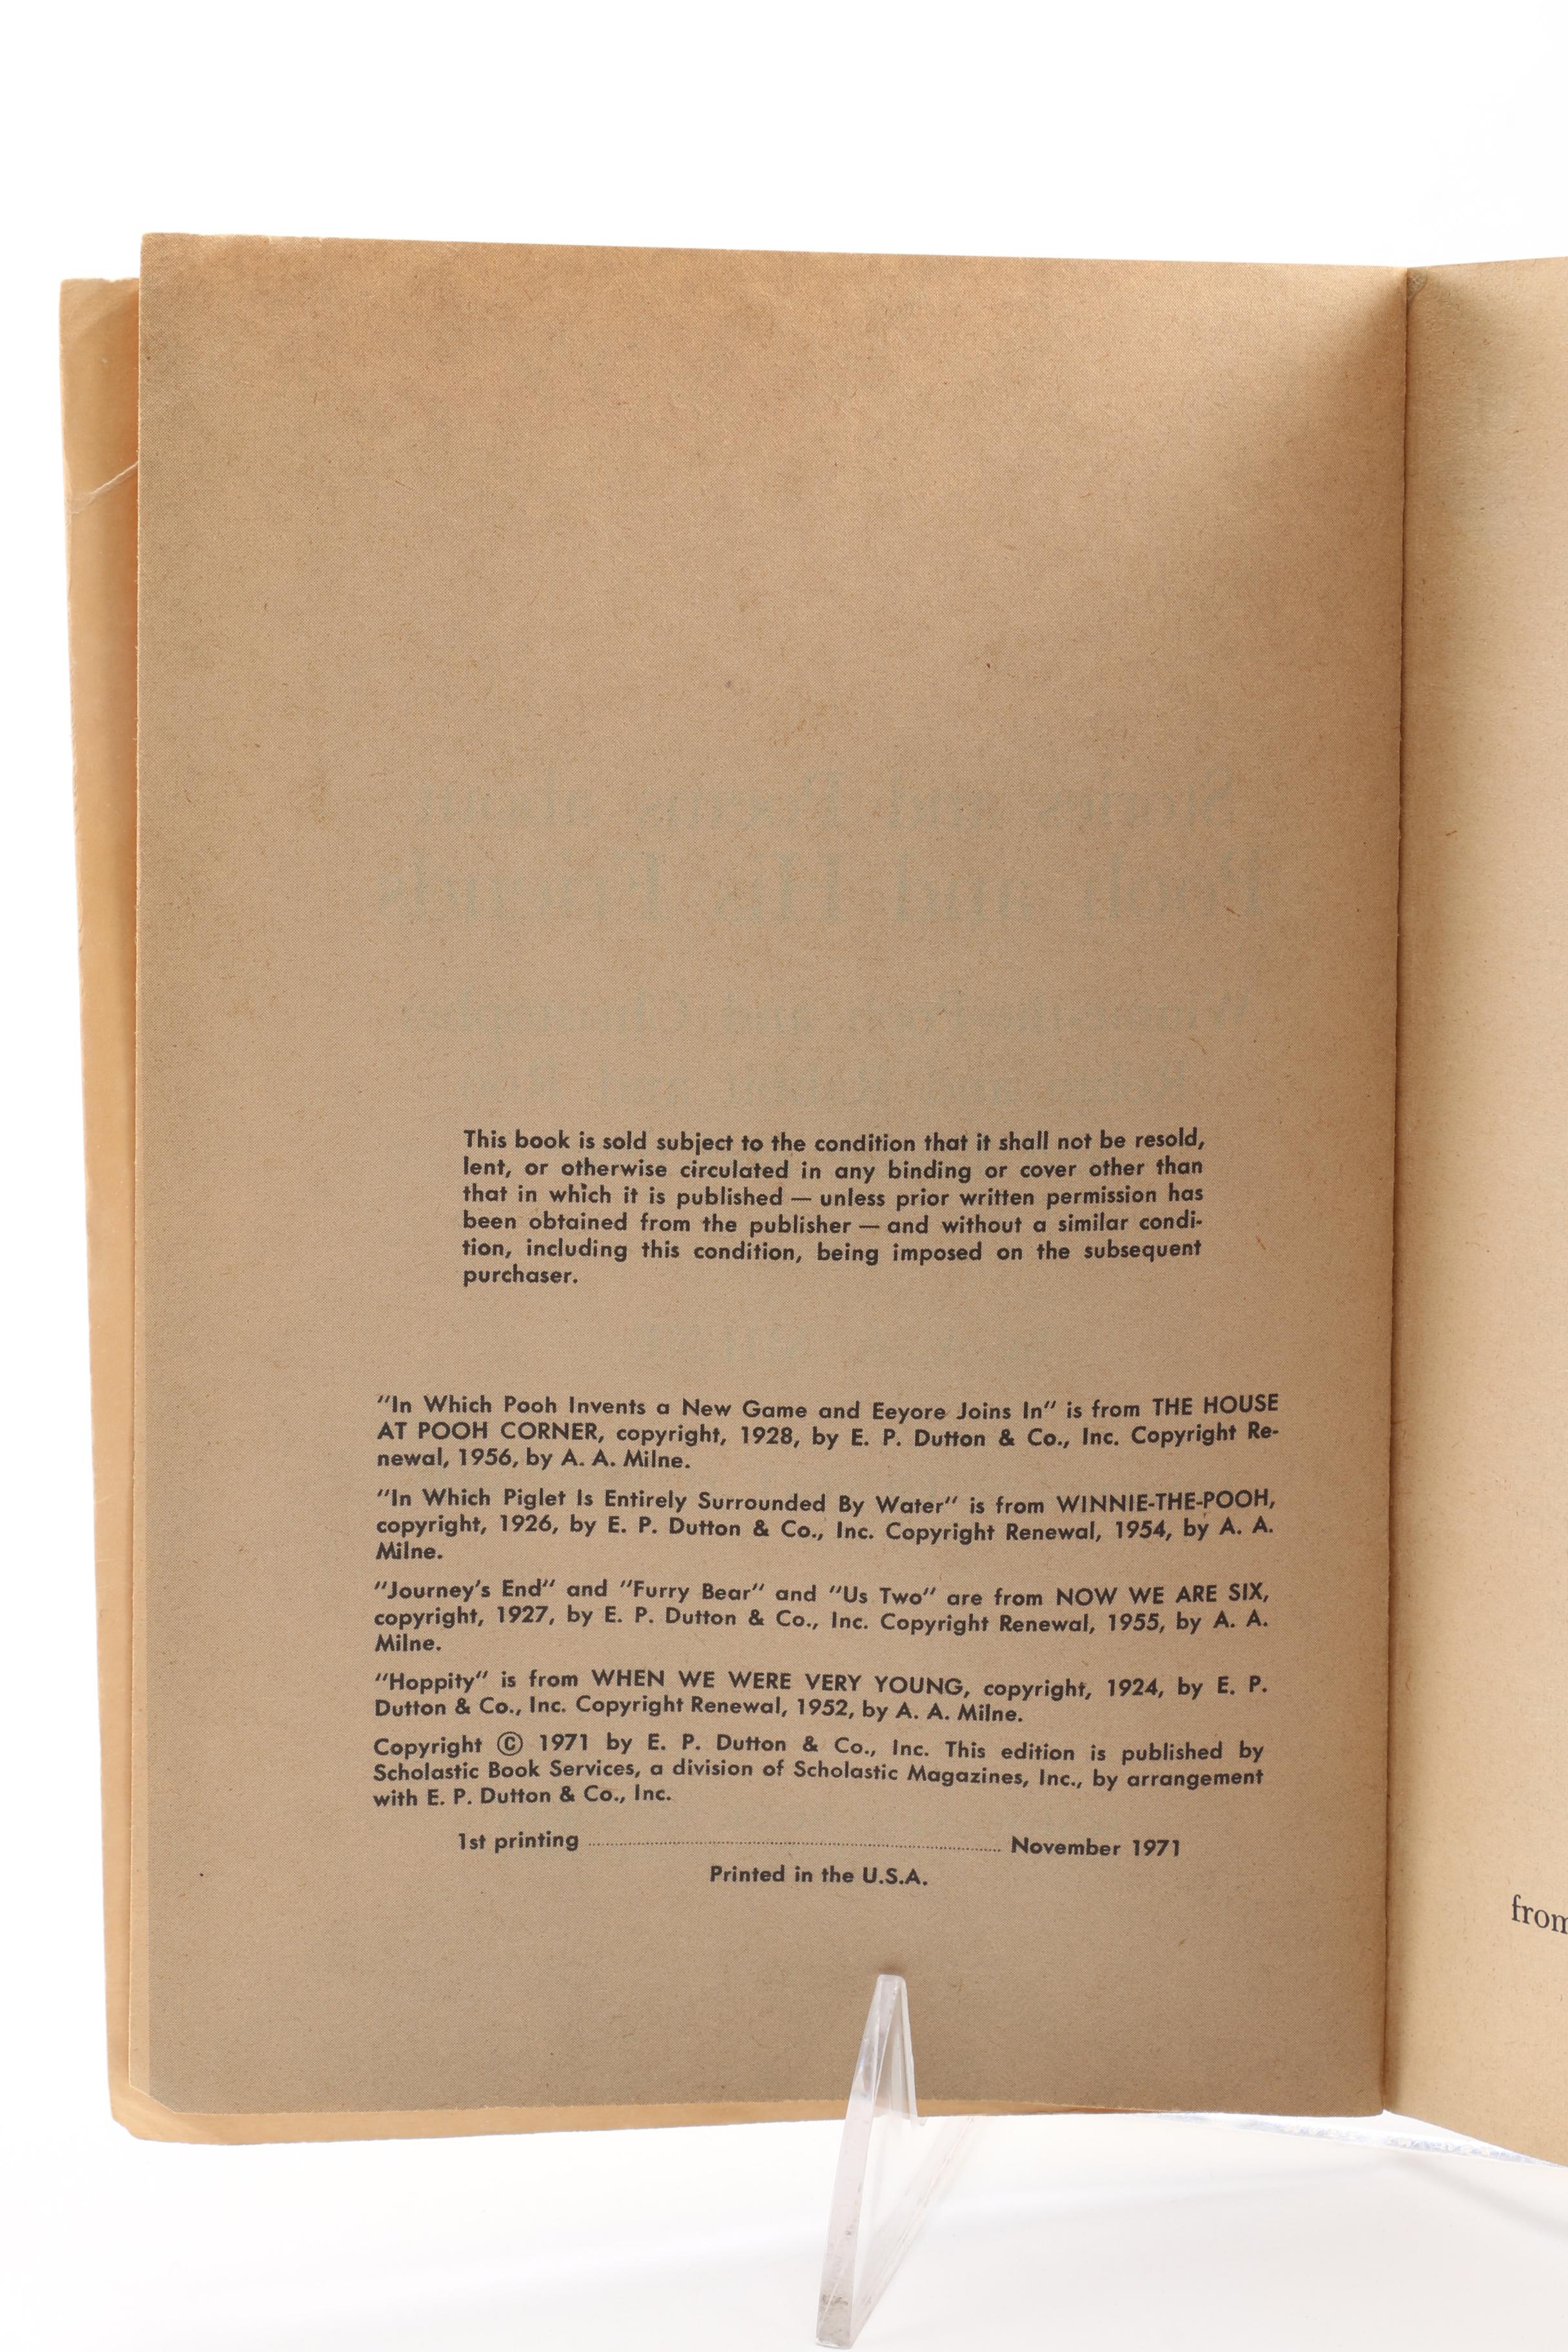 This book is sold subject to the condition that it shall not be resold,
lent, or otherwise circulated in any binding or cover other than
that in which it is published — unless prior written permission has
been obtained from the publisher — and without a similar condi-
tion, including this condition, being imposed on the subsequent
purchaser.
"In Which Pooh Invents a New Game and Eeyore Joins In" is from THE HOUSE
AT POOH CORNER, copyright, 1928, by E. P. Dutton & Co., Inc. Copyright Re-
newal, 1956, by A. A. Milne.
"In Which Piglet Is Entirely Surrounded By Water" is from WINNIE-THE-POOH,
copyright, 1926, by E. P. Dutton & Co., Inc. Copyright Renewal, 1954, by A. A.
Milne.
"Journey's End" and "Furry Bear" and "Us Two" are from NOW WE ARE SIX,
copyright, 1927, by E. P. Dutton & Co., Inc. Copyright Renewal, 1955, by A. A.
Milne.
"Hoppity" is from WHEN WE WERE VERY YOUNG, copyright, 1924, by E. P.
Dutton & Co., Inc. Copyright Renewal, 1952, by A. A. Milne.
Copyright © 1971 by E. P. Dutton & Co., Inc. This edition is published by
Scholastic Book Services, a division of Scholastic Magazines, Inc., by arrangement
with E. P. Dutton & Co., Inc.
1st printing ........................ November 1971
Printed in the U.S.A.
from